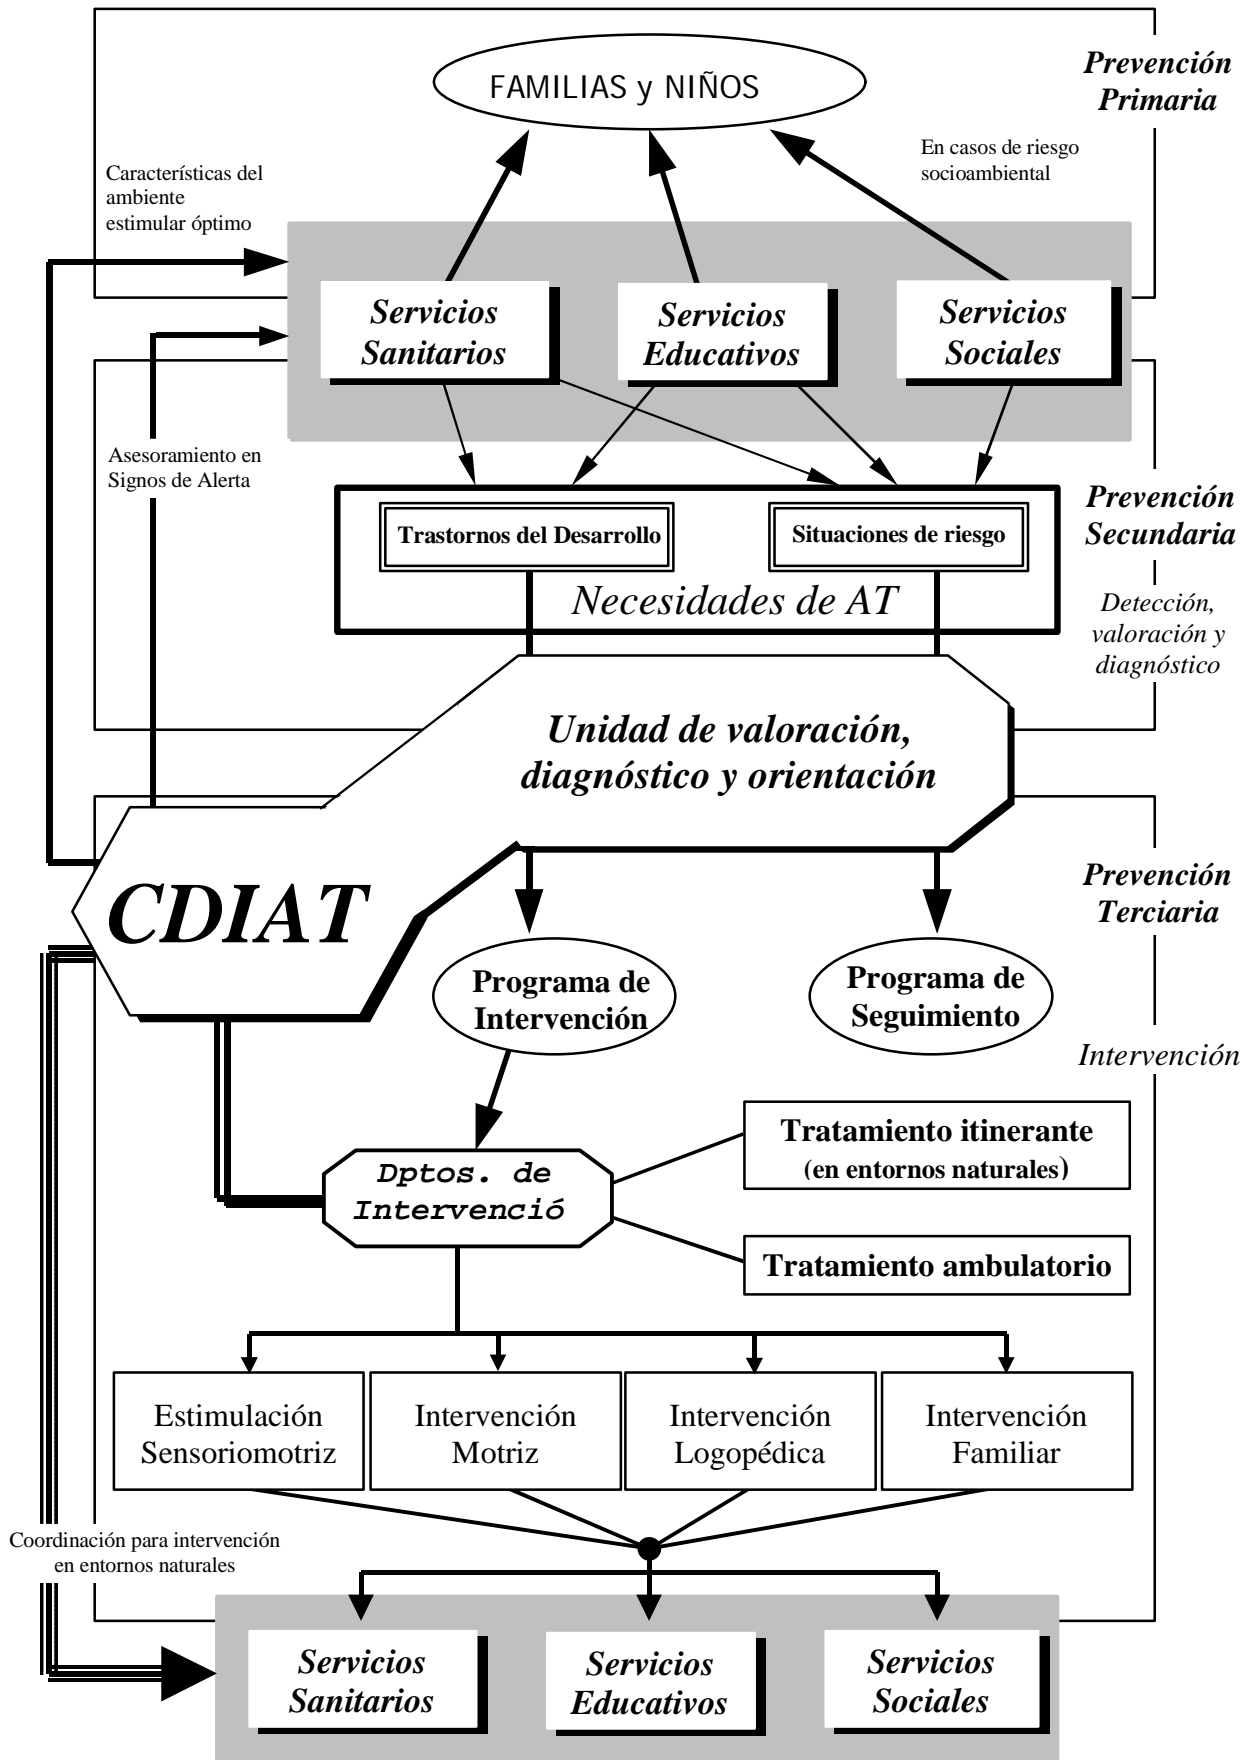 FAMILIAS y NIÑOS
Prevención
Primaria
En casos de riesgo
socioambiental
Características del
ambiente
estimular óptimo
Servicios
Sanitarios
Servicios
Educativos
Servicios
Sociales
Asesoramiento en
Signos de Alerta
Trastornos del Desarrollo
Situaciones de riesgo
Necesidades de AT
Prevención
Secundaria
Detección,
valoración y
diagnóstico
Unidad de valoración,
diagnóstico y orientación
CDIAT
Prevención
Terciaria
Programa de
Intervención
Programa de
Seguimiento
Intervención
Dptos. de
Intervenció
Tratamiento itinerante
(en entornos naturales)
Tratamiento ambulatorio
Estimulación
Sensoriomotriz
Intervención
Motriz
Intervención
Logopédica
Intervención
Familiar
Coordinación para intervención
en entornos naturales
Servicios
Sanitarios
Servicios
Educativos
Servicios
Sociales